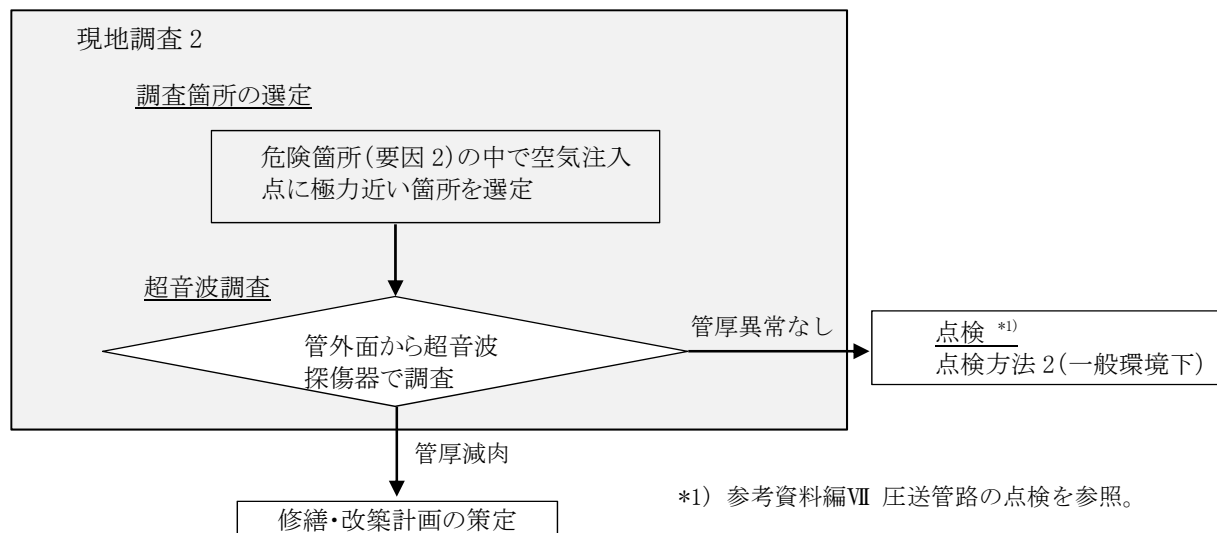 現地調査 2
調査箇所の選定
危険箇所(要因 2)の中で空気注入
点に極力近い箇所を選定
超音波調査
管外面から超音波
探傷器で調査
管厚異常なし
点検 *1)
点検方法 2(一般環境下)
管厚減肉
修繕・改築計画の策定
*1) 参考資料編Ⅶ 圧送管路の点検を参照。